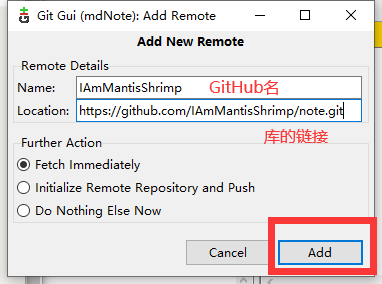 Git Gui (mdNote): Add Remote
Add New Remote
Remote Details
Name: IAmMantisShrimp GitHub名
Location: https://github.com/IAmMantisShrimp/note.git
库的链接
Further Action
Fetch Immediately
Initialize Remote Repository and Push
Do Nothing Else Now
Cancel Add